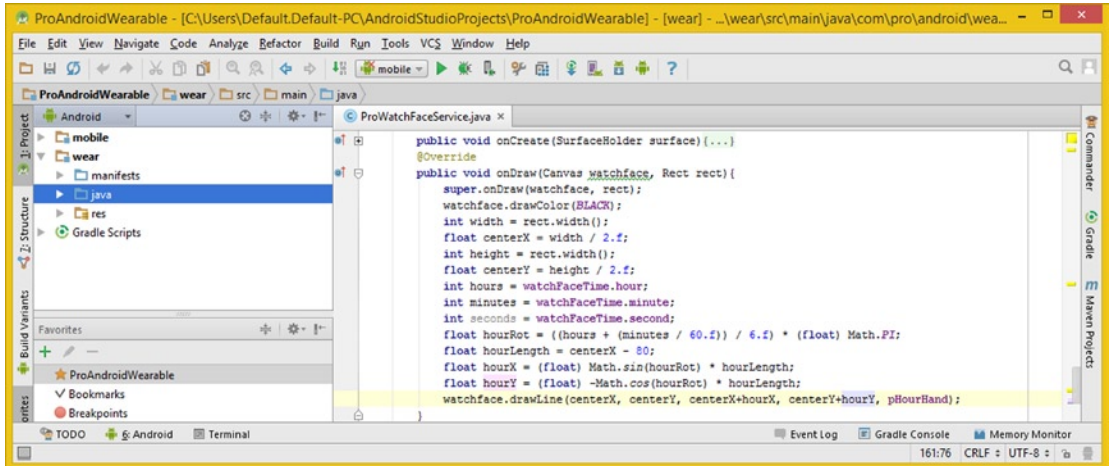 ProAndroidWearable - [C:\Users\Default.Default-PC\AndroidStudioProjects\ProAndroidWearable] - [wear] - ...\wear\src\main\java\com\pro\android\wea...
File Edit View Navigate Code Analyze Refactor Build Run Tools VCS Window Help
mobile
ProAndroidWearable wear src main java
1: Project
Android
ProWatchFaceService.java
mobile
wear
manifests
java
res
Gradle Scripts
7: Structure
Build Variants
Favorites
ProAndroidWearable
Bookmarks
Breakpoints
orites
public void onCreate(SurfaceHolder surface){...}
@Override
public void onDraw(Canvas watchface, Rect rect){
super.onDraw(watchface, rect);
watchface.drawColor(BLACK);
int width = rect.width();
float centerX = width / 2.f;
int height = rect.width();
float centerY = height / 2.f;
int hours = watchFaceTime.hour;
int minutes = watchFaceTime.minute;
int seconds = watchFaceTime.second;
float hourRot = ((hours + (minutes / 60.f)) / 6.f) * (float) Math.PI;
float hourLength = centerX - 80;
float hourX = (float) Math.sin(hourRot) * hourLength;
float hourY = (float) -Math.cos(hourRot) * hourLength;
watchface.drawLine(centerX, centerY, centerX+hourX, centerY+hourY, pHourHand);
}
Commander
Gradle
m Maven Projects
TODO 6: Android Terminal Event Log Gradle Console Memory Monitor
161:76 CRLF UTF-8